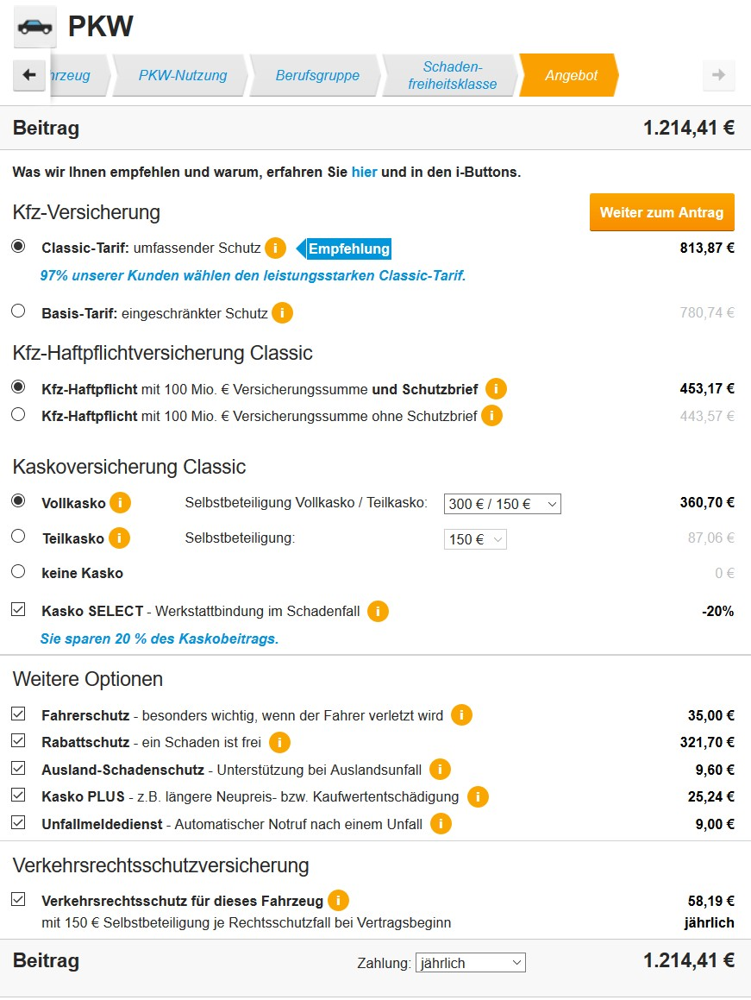 PKW
hrzeug
PKW-Nutzung
Berufsgruppe
Schaden-
freiheitsklasse
Angebot
Beitrag 1.214,41 €
Was wir Ihnen empfehlen und warum, erfahren Sie hier und in den i-Buttons.
Kfz-Versicherung
Weiter zum Antrag
Classic-Tarif: umfassender Schutz i Empfehlung 813,87 €
97% unserer Kunden wählen den leistungsstarken Classic-Tarif.
Basis-Tarif: eingeschränkter Schutz i 780,74 €
Kfz-Haftpflichtversicherung Classic
Kfz-Haftpflicht mit 100 Mio. € Versicherungssumme und Schutzbrief i 453,17 €
Kfz-Haftpflicht mit 100 Mio. € Versicherungssumme ohne Schutzbrief i 443,57 €
Kaskoversicherung Classic
Vollkasko i Selbstbeteiligung Vollkasko / Teilkasko: 300 € / 150 € 360,70 €
Teilkasko i Selbstbeteiligung: 150 € 87,06 €
keine Kasko 0 €
Kasko SELECT - Werkstattbindung im Schadenfall i -20%
Sie sparen 20 % des Kaskobeitrags.
Weitere Optionen
Fahrerschutz - besonders wichtig, wenn der Fahrer verletzt wird i 35,00 €
Rabattschutz - ein Schaden ist frei i 321,70 €
Ausland-Schadenschutz - Unterstützung bei Auslandsunfall i 9,60 €
Kasko PLUS - z.B. längere Neupreis- bzw. Kaufwertentschädigung i 25,24 €
Unfallmeldedienst - Automatischer Notruf nach einem Unfall i 9,00 €
Verkehrsrechtsschutzversicherung
Verkehrsrechtsschutz für dieses Fahrzeug i 58,19 €
mit 150 € Selbstbeteiligung je Rechtsschutzfall bei Vertragsbeginn jährlich
Beitrag Zahlung: jährlich 1.214,41 €